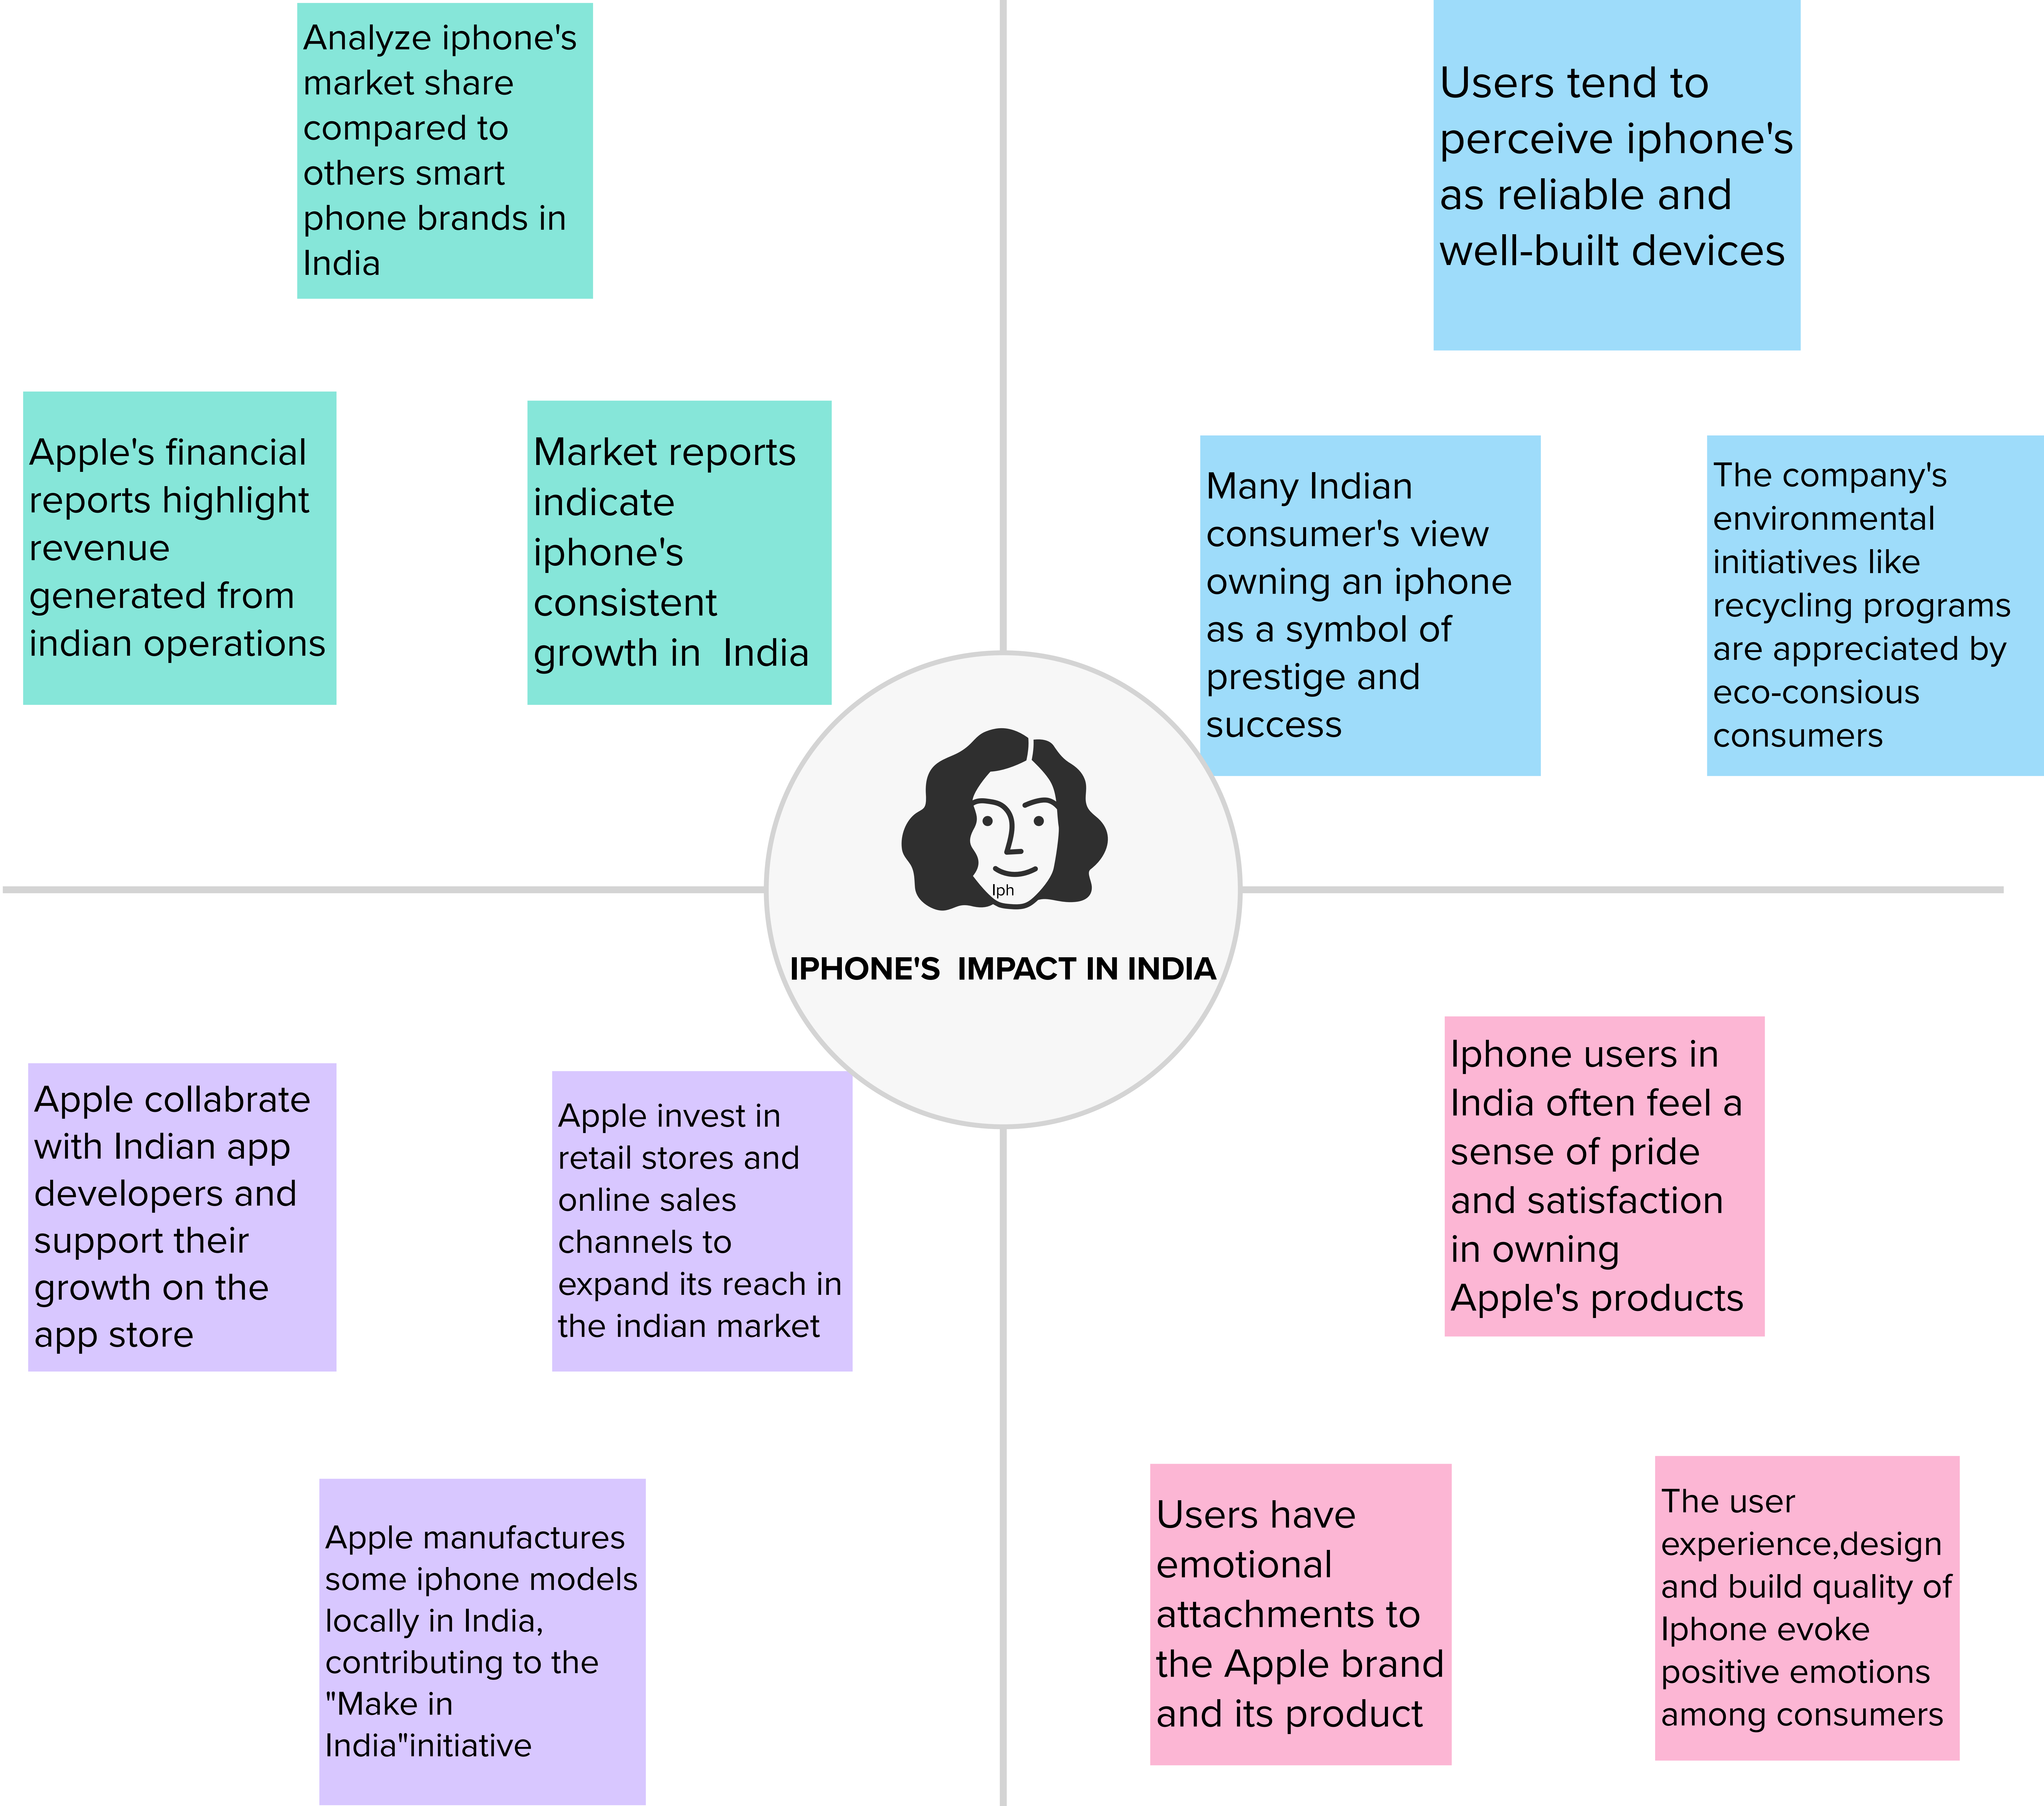 Analyze iphone's
market share
compared to
others smart
phone brands in
India
Apple's financial
reports highlight
revenue
generated from
indian operations
Market reports
indicate
iphone's
consistent
growth in  India
Users tend to
perceive iphone's
as reliable and
well-built devices
Many Indian
consumer's view
owning an iphone
as a symbol of
prestige and
success
The company's
environmental
initiatives like
recycling programs
are appreciated by
eco-consious
consumers
Iph
IPHONE'S  IMPACT IN INDIA
Apple collabrate
with Indian app
developers and
support their
growth on the
app store
Apple invest in
retail stores and
online sales
channels to
expand its reach in
the indian market
Apple manufactures
some iphone models
locally in India,
contributing to the
"Make in
India"initiative
Iphone users in
India often feel a
sense of pride
and satisfaction
in owning
Apple's products
Users have
emotional
attachments to
the Apple brand
and its product
The user
experience,design
and build quality of
Iphone evoke
positive emotions
among consumers